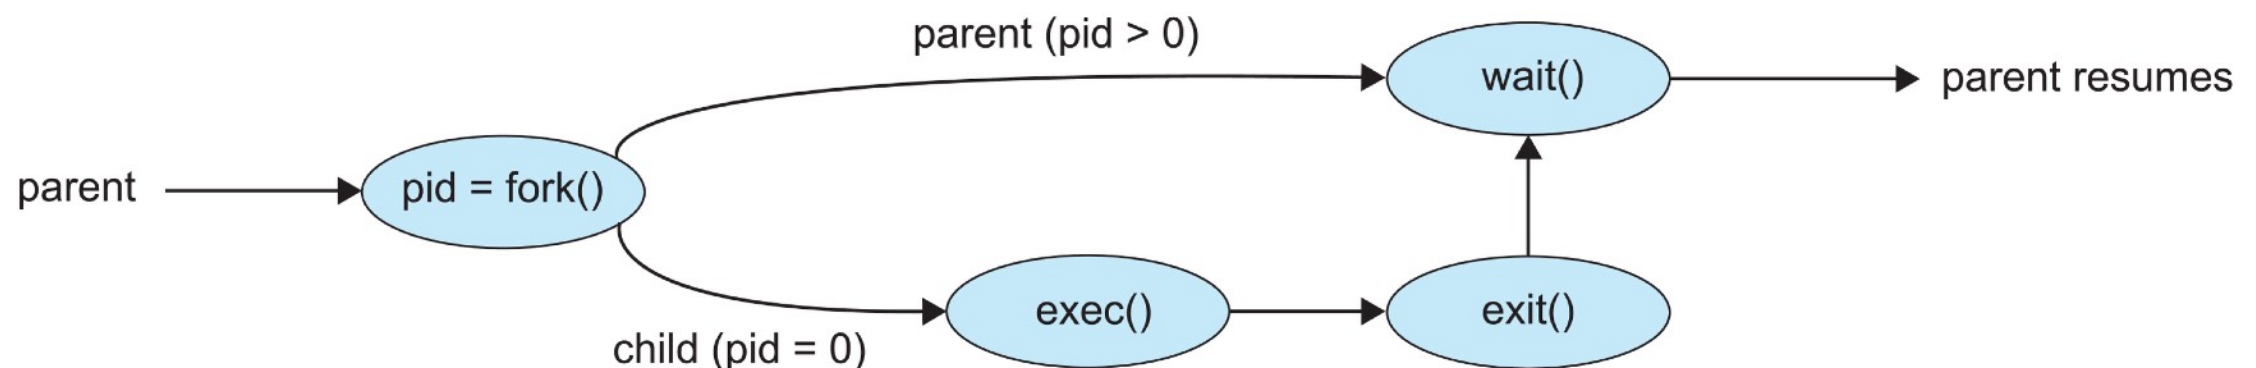 parent
pid = fork()
parent (pid > 0)
wait()
parent resumes
child (pid = 0)
exec()
exit()